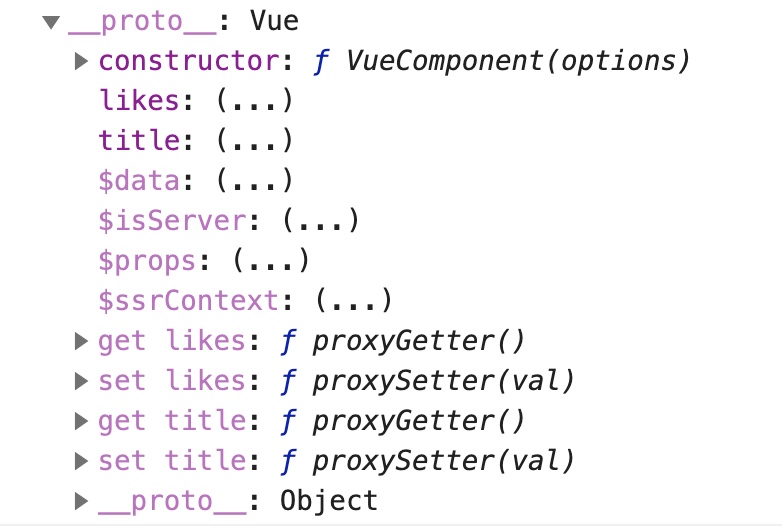 __proto__: Vue
constructor: ƒ VueComponent(options)
likes: (...)
title: (...)
$data: (...)
$isServer: (...)
$props: (...)
$ssrContext: (...)
get likes: ƒ proxyGetter()
set likes: ƒ proxySetter(val)
get title: ƒ proxyGetter()
set title: ƒ proxySetter(val)
__proto__: Object